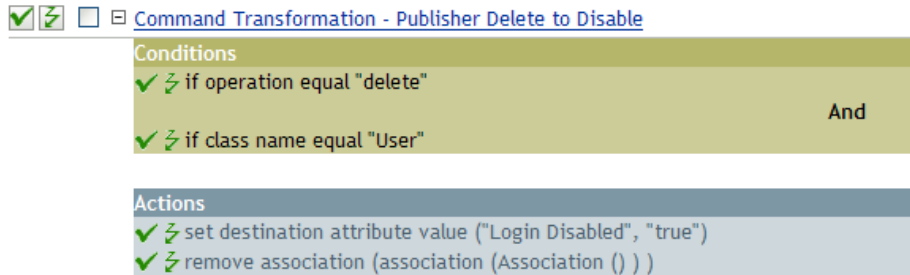 Command Transformation - Publisher Delete to Disable
Conditions
if operation equal "delete"
And
if class name equal "User"
Actions
set destination attribute value ("Login Disabled", "true")
remove association (association (Association () ) )